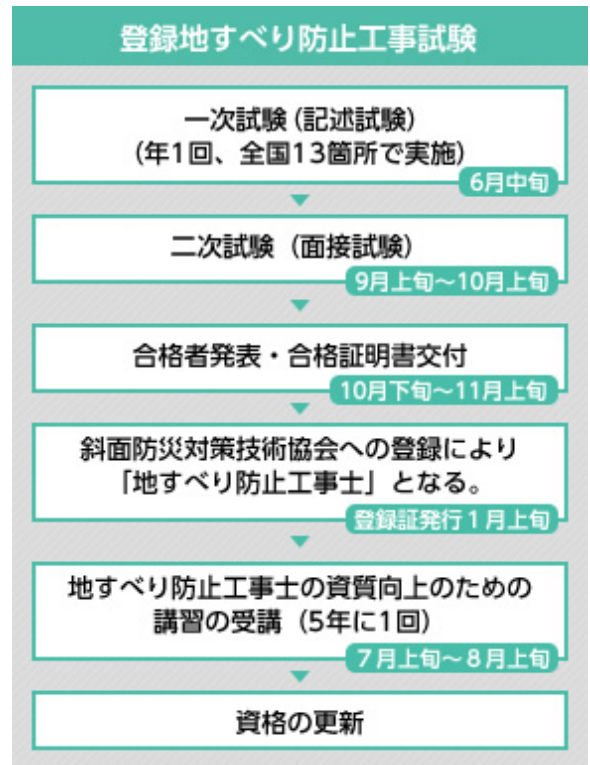 登録地すべり防止工事試験
一次試験(記述試験)
(年1回、全国13箇所で実施)
6月中旬
二次試験(面接試験)
9月上旬～10月上旬
合格者発表・合格証明書交付
10月下旬～11月上旬
斜面防災対策技術協会への登録により
「地すべり防止工事士」となる。
登録証発行1月上旬
地すべり防止工事士の資質向上のための
講習の受講(5年に1回)
7月上旬～8月上旬
資格の更新